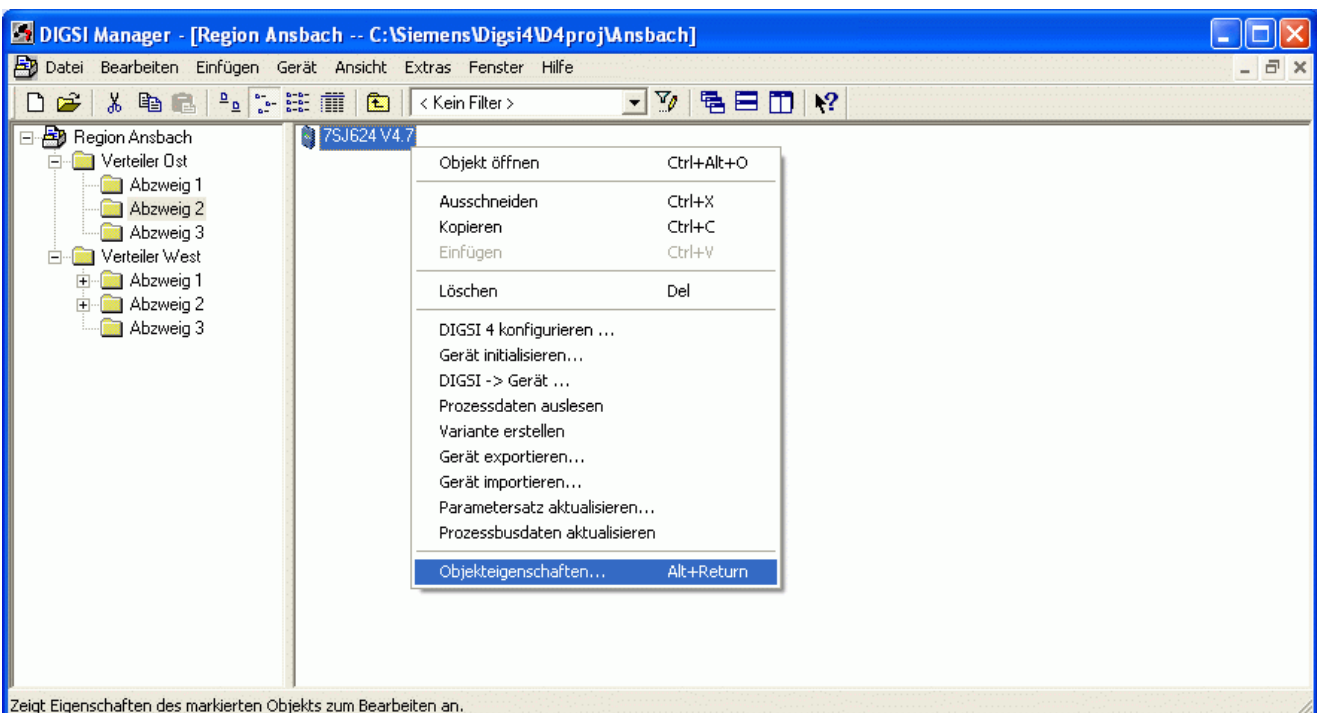 DIGSI Manager - [Region Ansbach -- C:\Siemens\Digsi4\D4proj\Ansbach]
Datei Bearbeiten Einfügen Gerät Ansicht Extras Fenster Hilfe
< Kein Filter >
Region Ansbach
Verteiler Ost
Abzweig 1
Abzweig 2
Abzweig 3
Verteiler West
Abzweig 1
Abzweig 2
Abzweig 3
7SJ624 V4.7
Objekt öffnen Ctrl+Alt+O
Ausschneiden Ctrl+X
Kopieren Ctrl+C
Einfügen Ctrl+V
Löschen Del
DIGSI 4 konfigurieren ...
Gerät initialisieren...
DIGSI -> Gerät ...
Prozessdaten auslesen
Variante erstellen
Gerät exportieren...
Gerät importieren...
Parametersatz aktualisieren...
Prozessbusdaten aktualisieren
Objekteigenschaften... Alt+Return
Zeigt Eigenschaften des markierten Objekts zum Bearbeiten an.